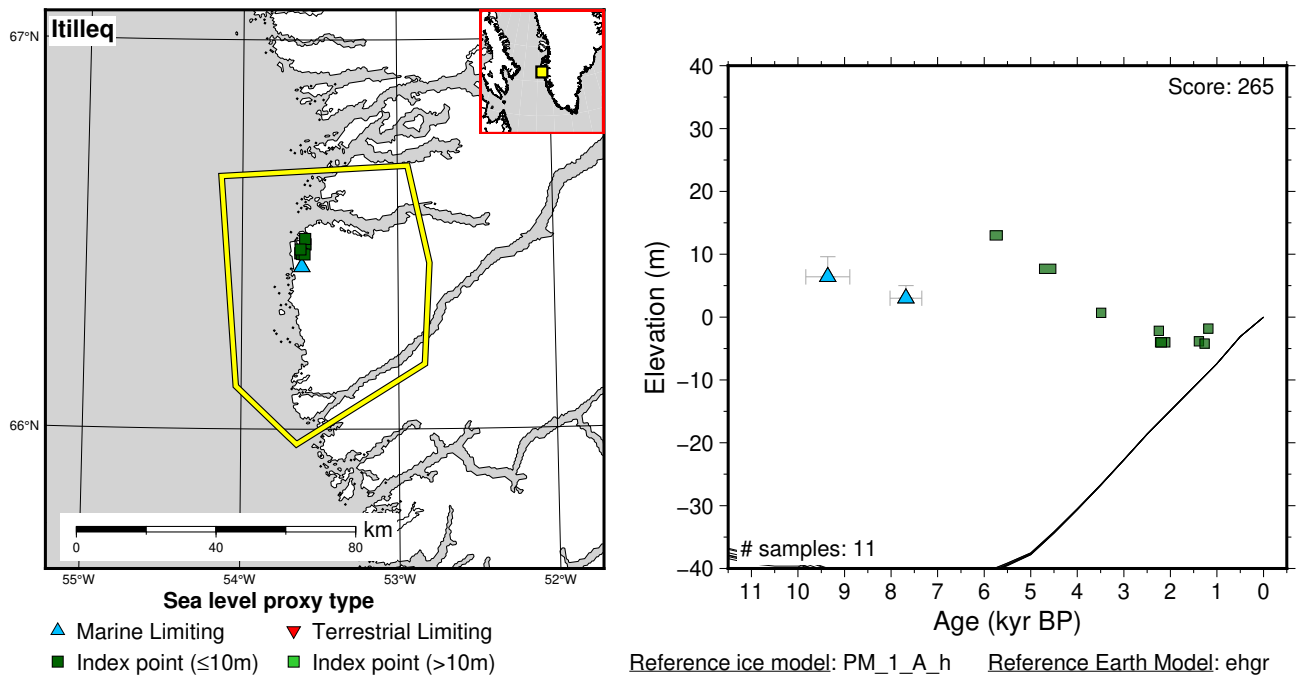 Itilleq
67°N
66°N
55°W
54°W
53°W
52°W
km
0
40
80
Sea level proxy type
Marine Limiting
Terrestrial Limiting
Index point (≤10m)
Index point (>10m)
Score: 265
Elevation (m)
40
30
20
10
0
−10
−20
−30
−40
# samples: 11
11 10 9 8 7 6 5 4 3 2 1 0
Age (kyr BP)
Reference ice model: PM_1_A_h
Reference Earth Model: ehgr